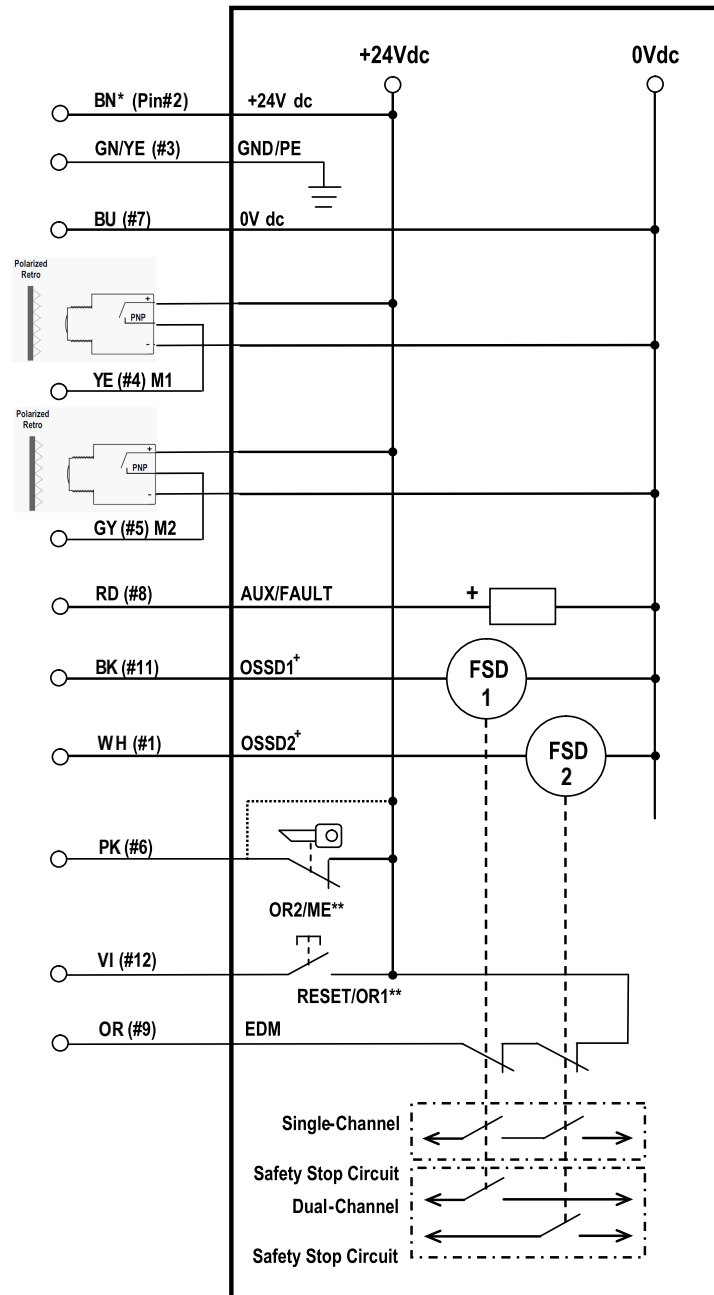 +24Vdc 0Vdc
BN* (Pin#2) +24V dc
GN/YE (#3) GND/PE
BU (#7) 0V dc
Polarized
Retro
+
PNP
-
YE (#4) M1
Polarized
Retro
+
PNP
-
GY (#5) M2
RD (#8) AUX/FAULT +
BK (#11) OSSD1+ FSD
1
WH (#1) OSSD2+ FSD
2
PK (#6)
OR2/ME**
VI (#12)
RESET/OR1**
OR (#9) EDM
Single-Channel
Safety Stop Circuit
Dual-Channel
Safety Stop Circuit